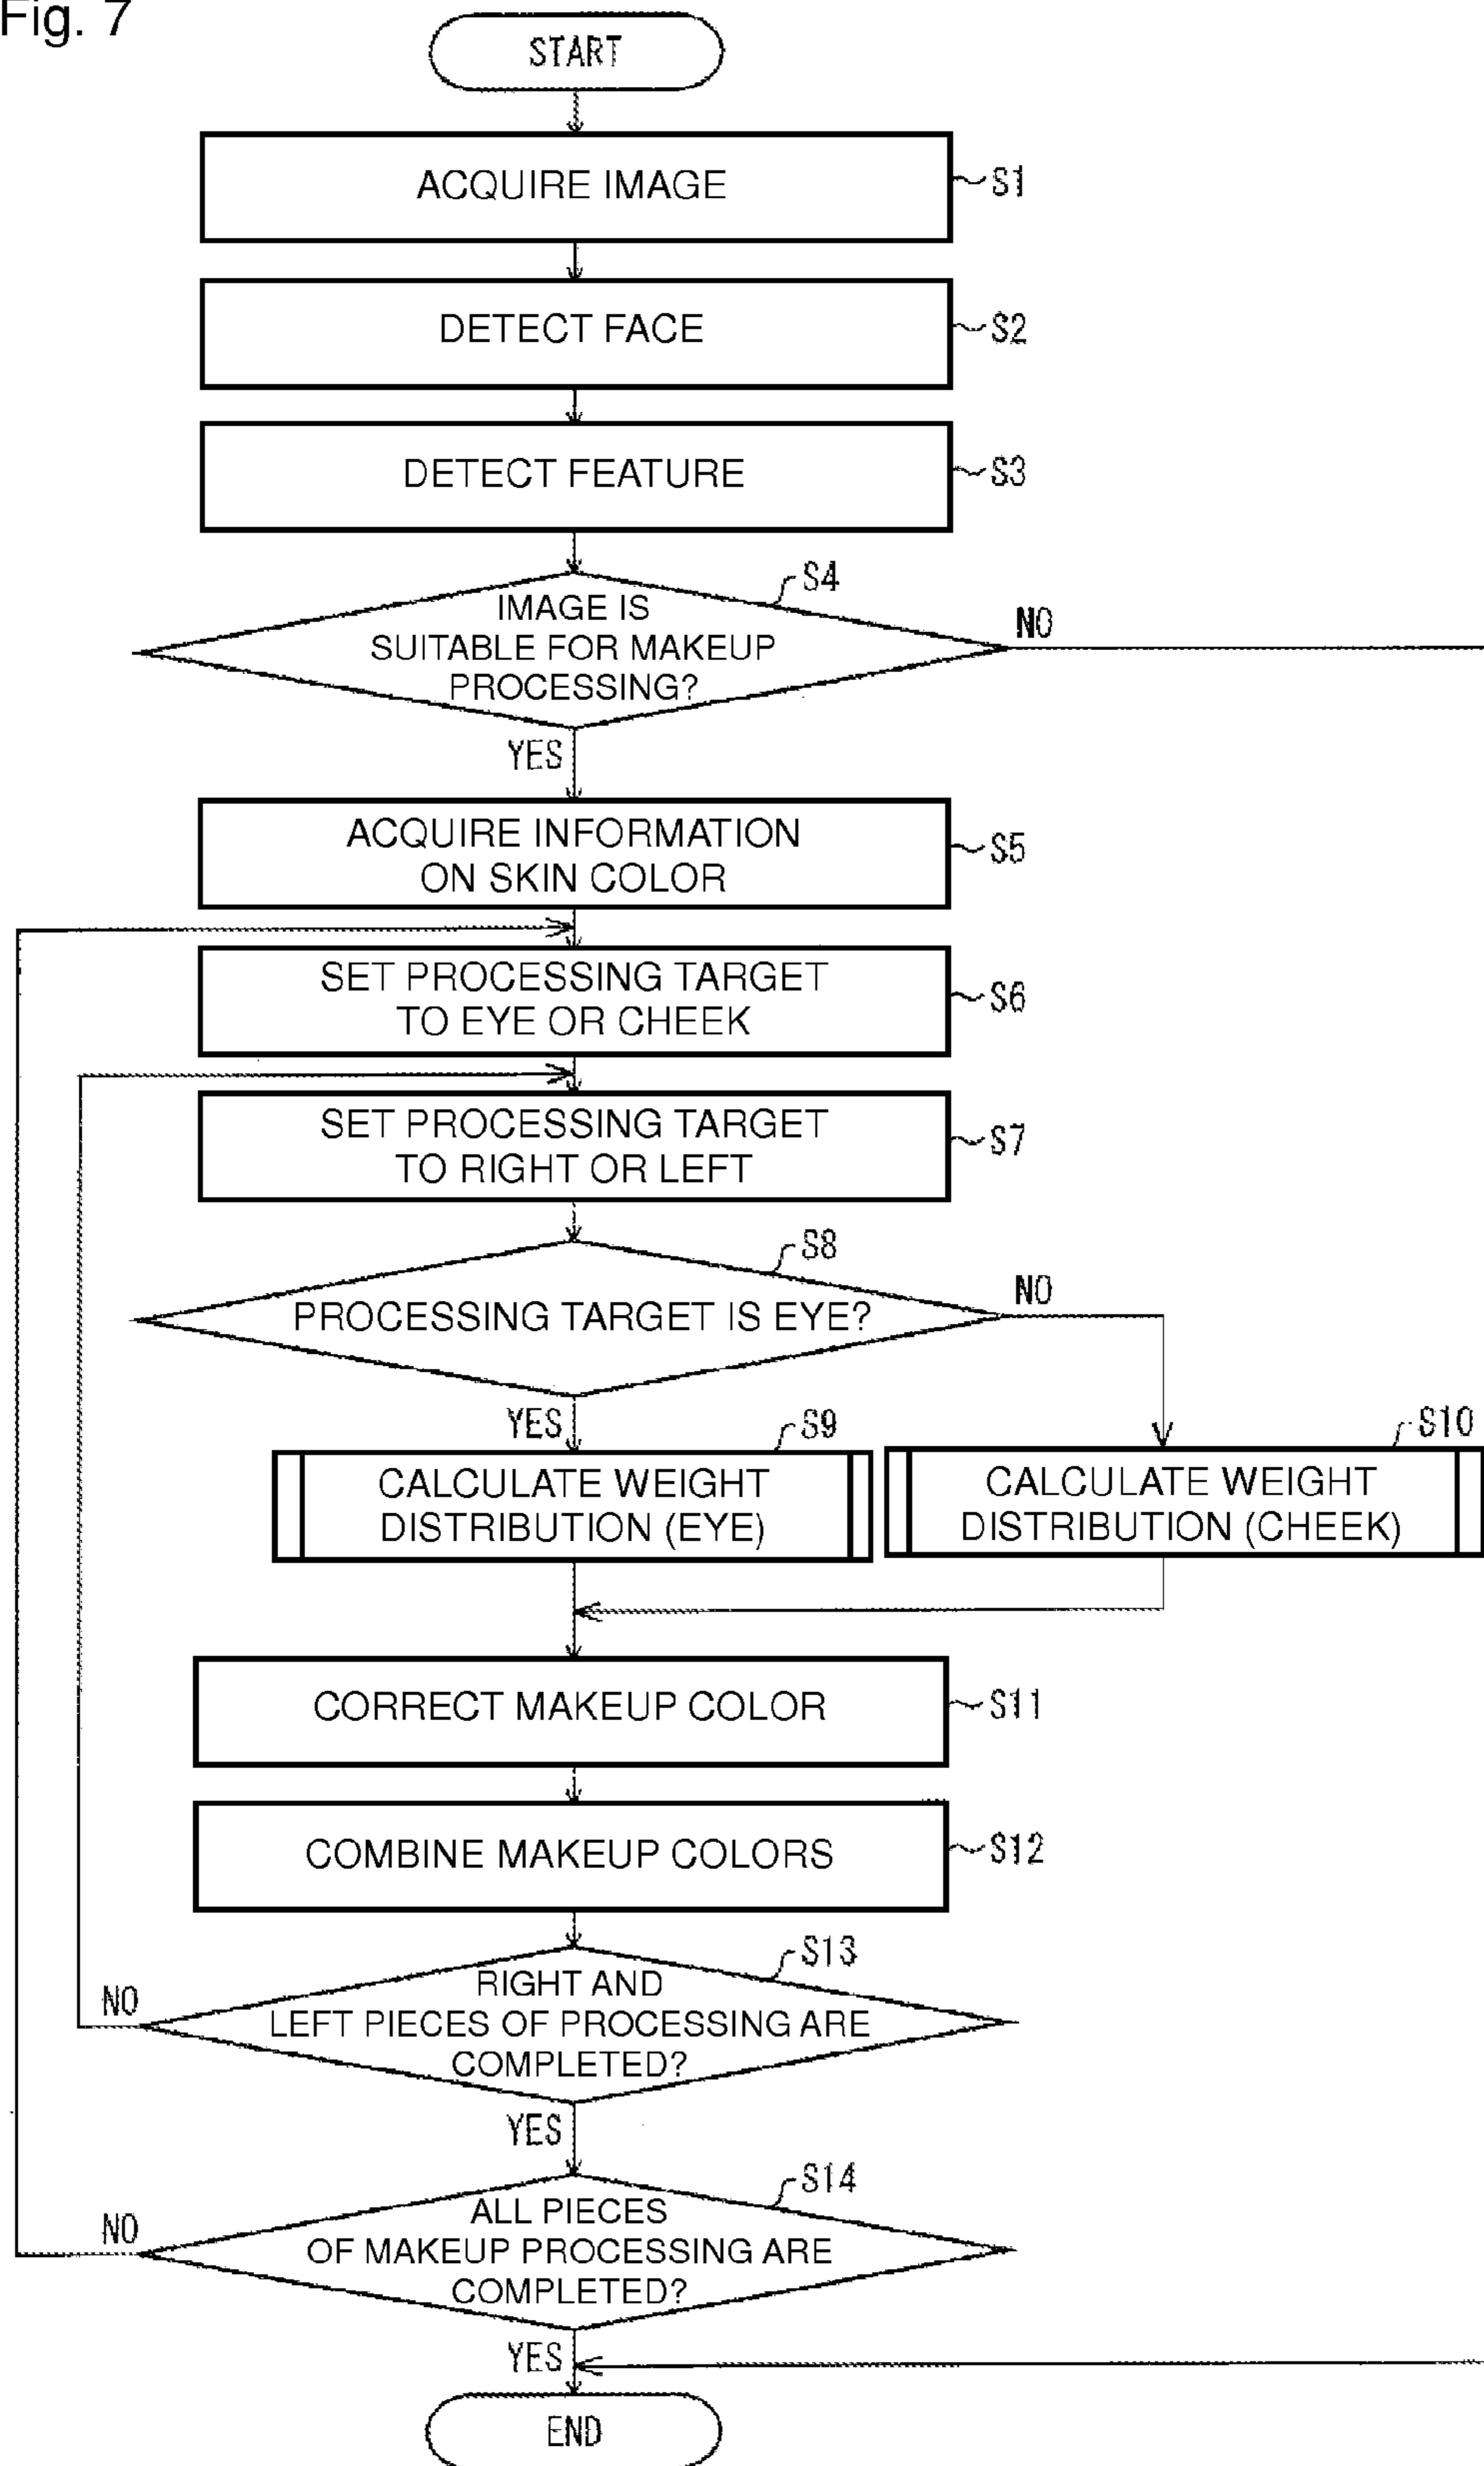 Fig. 7
START
ACQUIRE IMAGE
S1
DETECT FACE
S2
DETECT FEATURE
S3
S4
IMAGE IS
SUITABLE FOR MAKEUP
PROCESSING?
NO
YES
ACQUIRE INFORMATION
ON SKIN COLOR
S5
SET PROCESSING TARGET
TO EYE OR CHEEK
S6
SET PROCESSING TARGET
TO RIGHT OR LEFT
S7
S8
PROCESSING TARGET IS EYE?
NO
YES
S9
CALCULATE WEIGHT
DISTRIBUTION (EYE)
S10
CALCULATE WEIGHT
DISTRIBUTION (CHEEK)
CORRECT MAKEUP COLOR
S11
COMBINE MAKEUP COLORS
S12
S13
RIGHT AND
LEFT PIECES OF PROCESSING ARE
COMPLETED?
NO
YES
S14
ALL PIECES
OF MAKEUP PROCESSING ARE
COMPLETED?
NO
YES
END